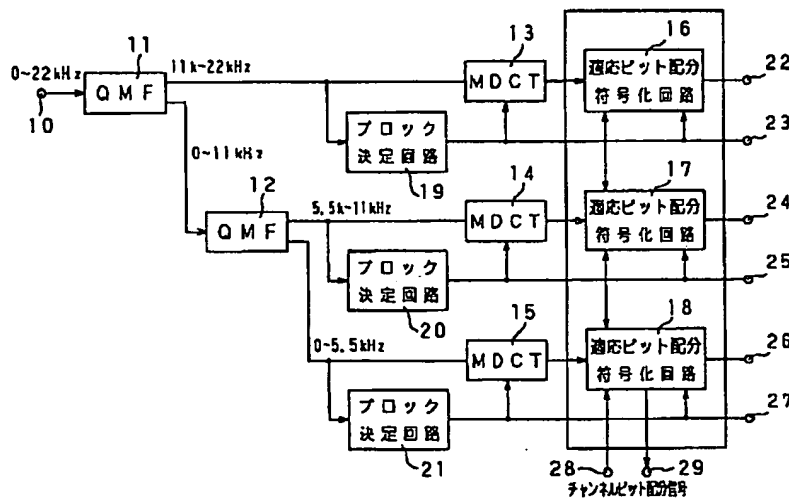 11
0~22kHz
QMF
10
11k~22kHz
13
MDCT
16
適応ビット配分
符号化回路
22
ブロック
決定回路
19
23
0~11kHz
12
QMF
5.5k~11kHz
14
MDCT
17
適応ビット配分
符号化回路
24
ブロック
決定回路
20
25
0~5.5kHz
15
MDCT
18
適応ビット配分
符号化回路
26
ブロック
決定回路
21
27
28
29
チャンネルビット配分信号